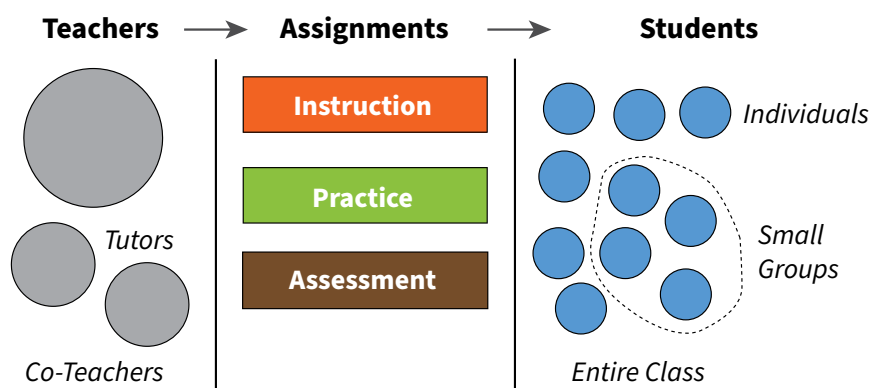 Teachers
Assignments
Students
Instruction
Practice
Assessment
Tutors
Co-Teachers
Individuals
Small
Groups
Entire Class